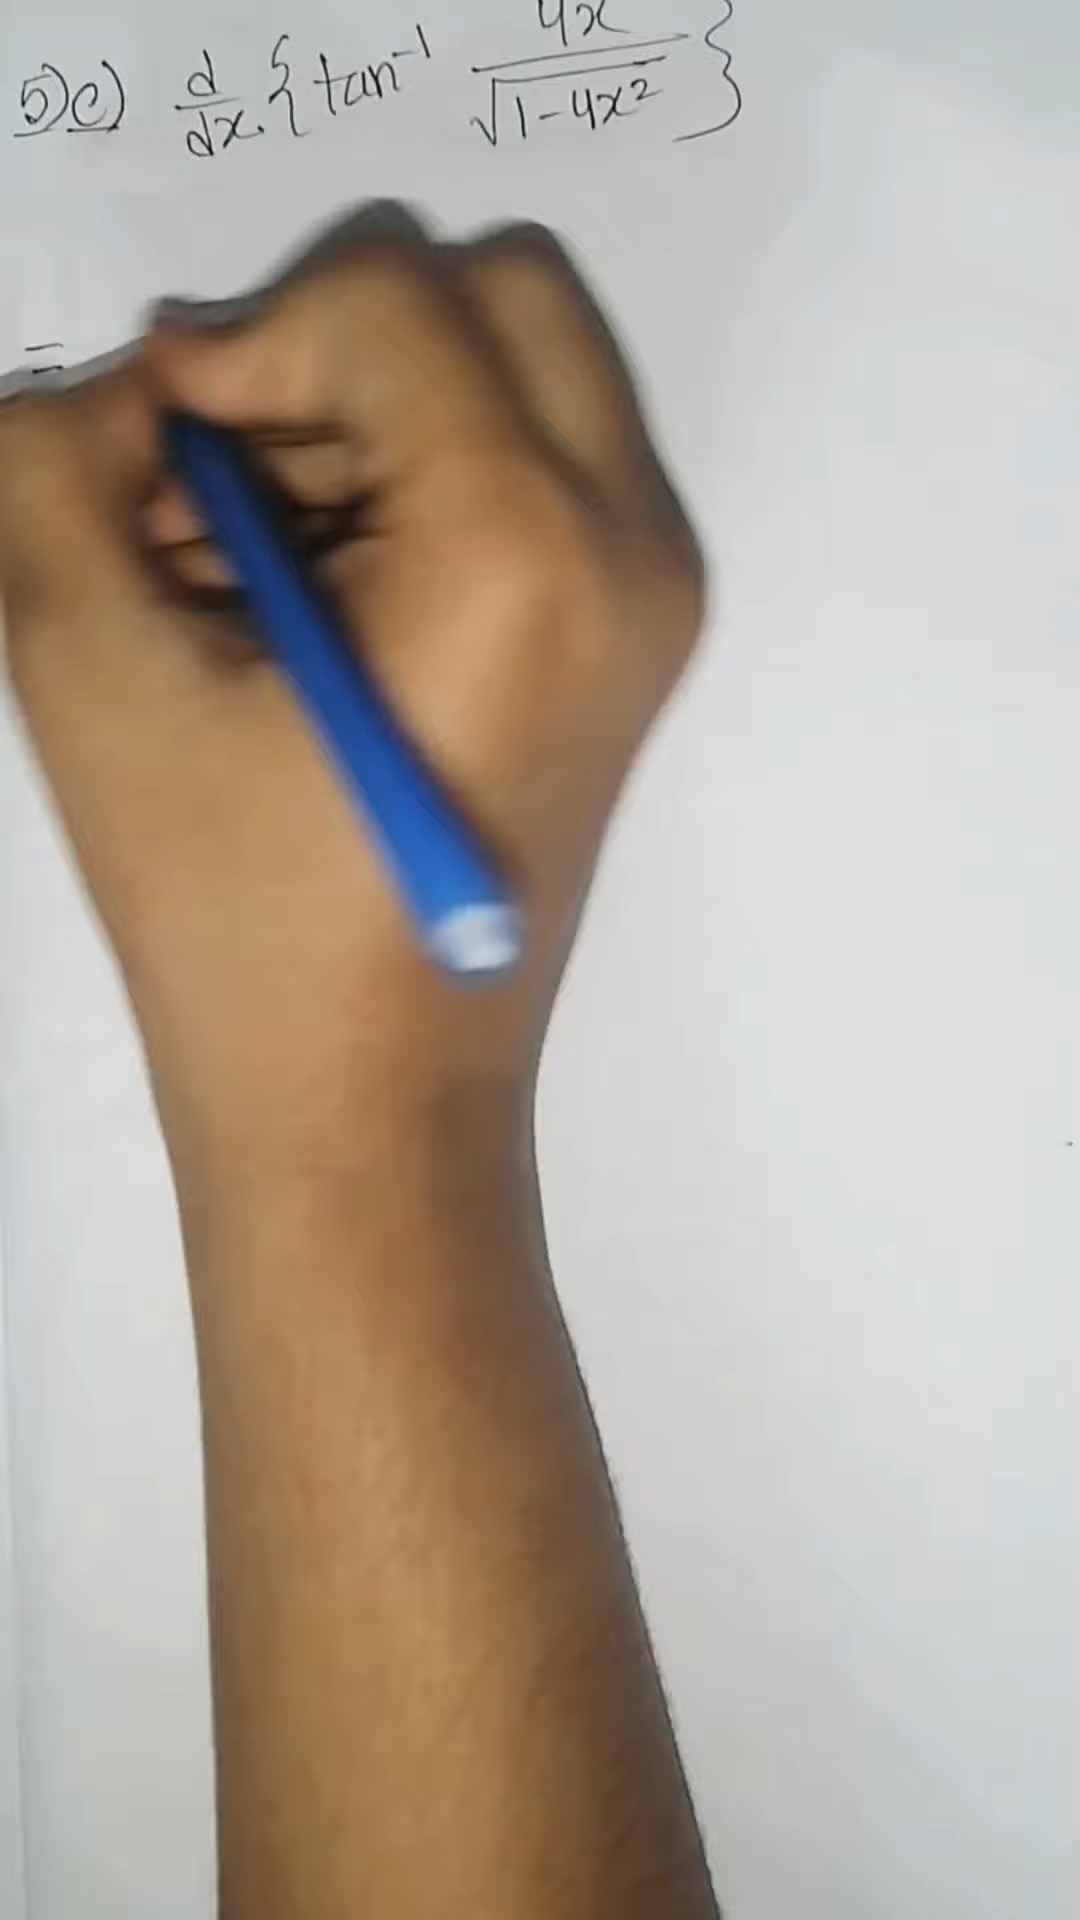 5)c) d/dx {tan⁻¹ 4x/√(1-4x²)}
=